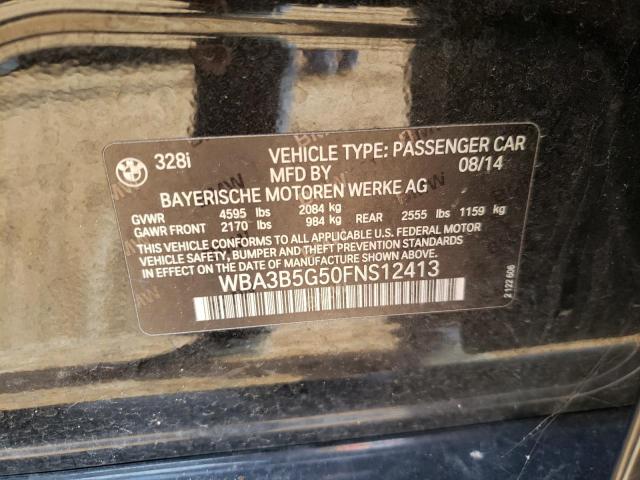 328i VEHICLE TYPE: PASSENGER CAR
MFD BY 08/14
BAYERISCHE MOTOREN WERKE AG
GVWR 4595 lbs 2084 kg
GAWR FRONT 2170 lbs 984 kg REAR 2555 lbs 1159 kg
THIS VEHICLE CONFORMS TO ALL APPLICABLE U.S. FEDERAL MOTOR
VEHICLE SAFETY, BUMPER, AND THEFT PREVENTION STANDARDS
IN EFFECT ON THE DATE OF MANUFACTURE SHOWN ABOVE.
WBA3B5G50FNS12413
2 122 606